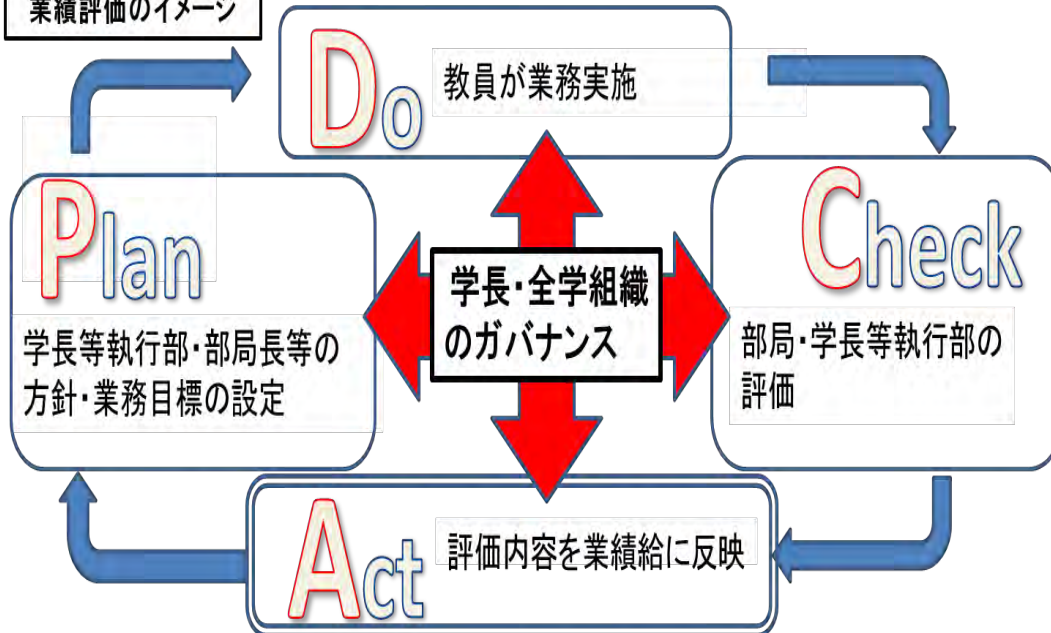 業績評価のイメージ
Do
教員が業務実施
Plan
学長等執行部・部局長等の
方針・業務目標の設定
学長・全学組織
のガバナンス
Check
部局・学長等執行部の
評価
Act
評価内容を業績給に反映